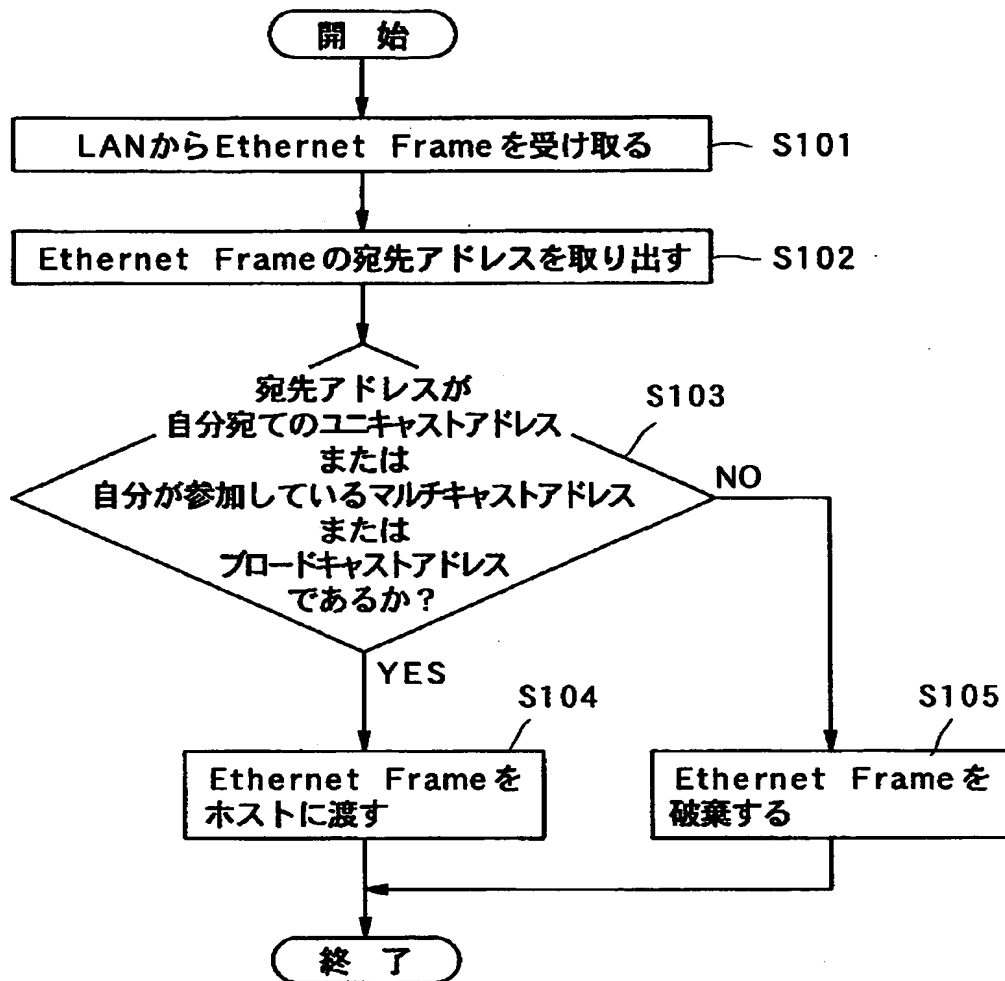 開 始
LANからEthernet Frameを受け取る
S101
Ethernet Frameの宛先アドレスを取り出す
S102
宛先アドレスが
自分宛てのユニキャストアドレス
または
自分が参加しているマルチキャストアドレス
または
ブロードキャストアドレス
であるか?
S103
NO
YES
S104
Ethernet Frameを
ホストに渡す
S105
Ethernet Frameを
破棄する
終 了